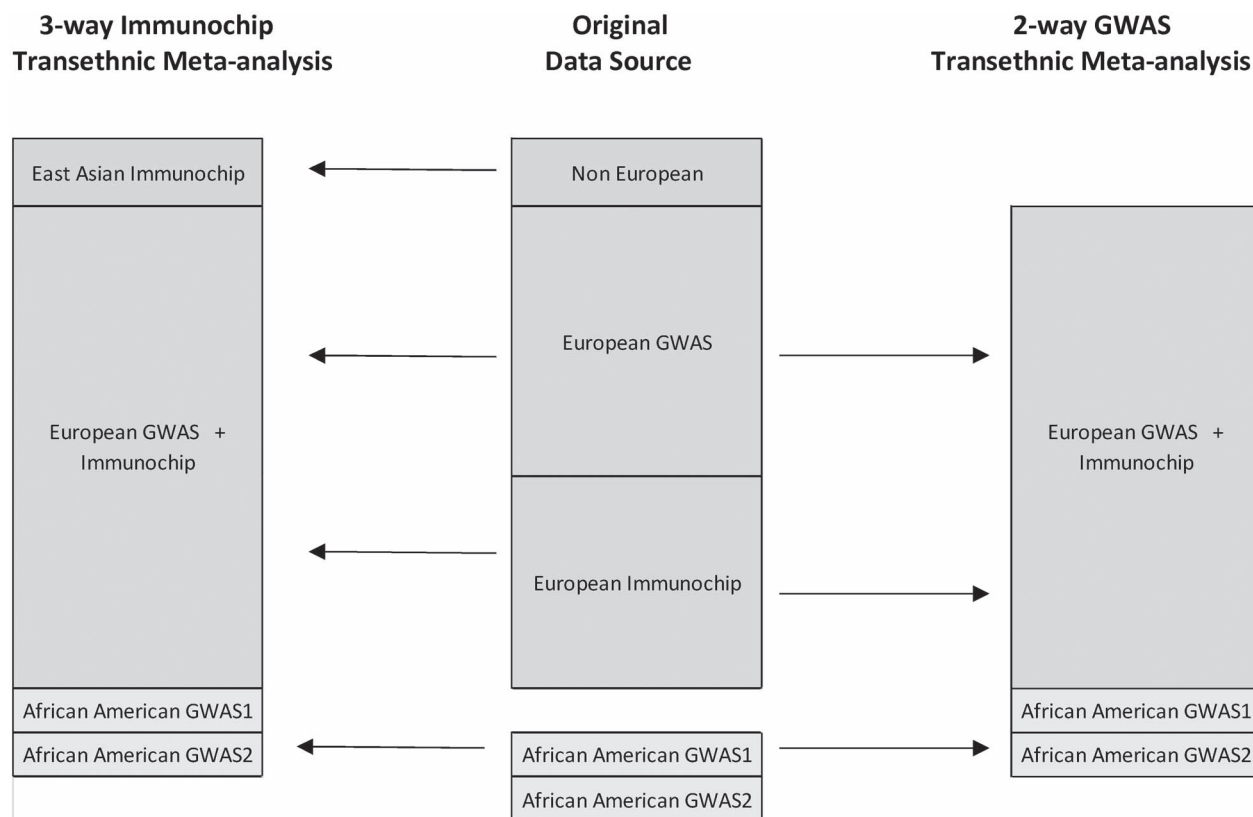 3-way Immunochip
Transethnic Meta-analysis
Original
Data Source
2-way GWAS
Transethnic Meta-analysis
East Asian Immunochip
Non European
European GWAS
European GWAS +
Immunochip
European GWAS +
Immunochip
European Immunochip
African American GWAS1
African American GWAS1
African American GWAS2
African American GWAS1
African American GWAS2
African American GWAS2